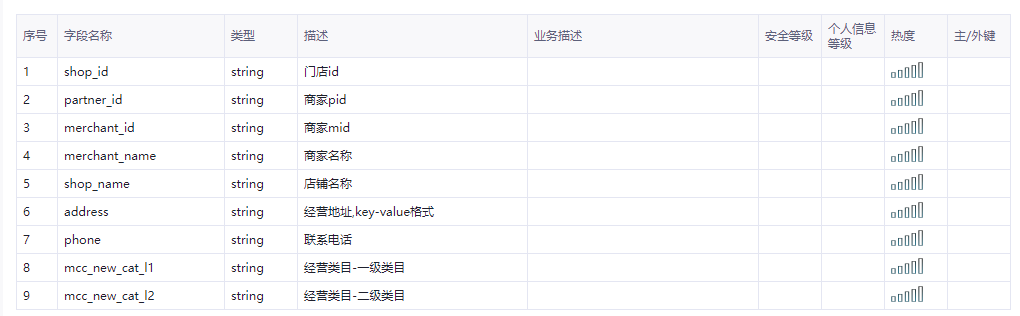 序号 字段名称 类型 描述 业务描述 安全等级 个人信息等级 热度 主/外键
1 shop_id string 门店id
2 partner_id string 商家pid
3 merchant_id string 商家mid
4 merchant_name string 商家名称
5 shop_name string 店铺名称
6 address string 经营地址,key-value格式
7 phone string 联系电话
8 mcc_new_cat_l1 string 经营类目-一级类目
9 mcc_new_cat_l2 string 经营类目-二级类目